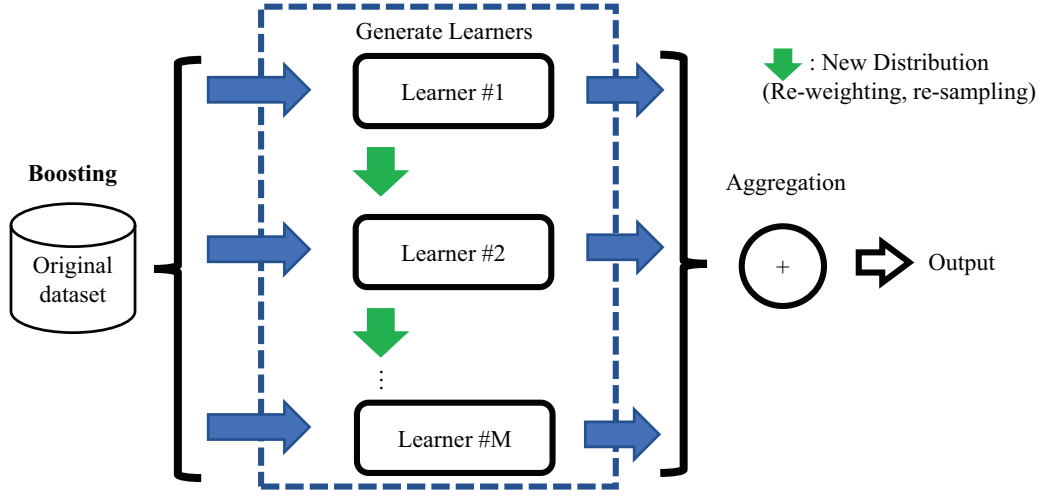 Generate Learners
Learner #1
: New Distribution
(Re-weighting, re-sampling)
Boosting
Original
dataset
Learner #2
Aggregation
+
Output
⋮
Learner #M